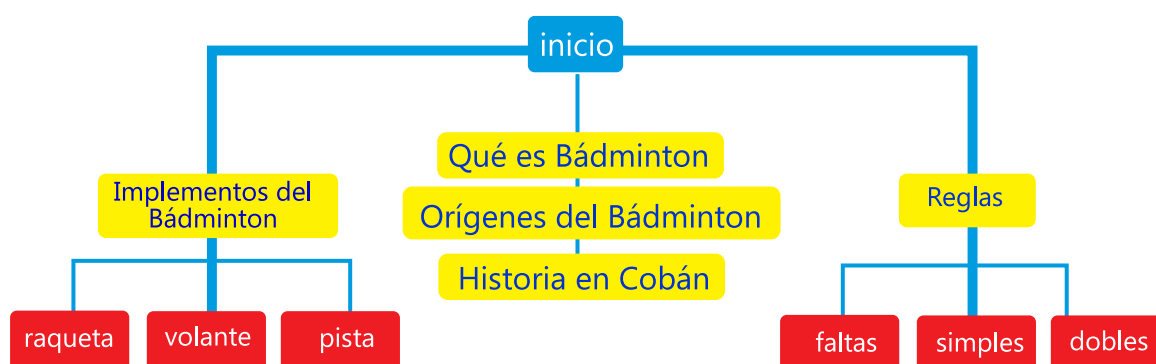 inicio
Qué es Bádminton
Implementos del
Bádminton
Orígenes del Bádminton
Reglas
Historia en Cobán
raqueta
volante
pista
faltas
simples
dobles